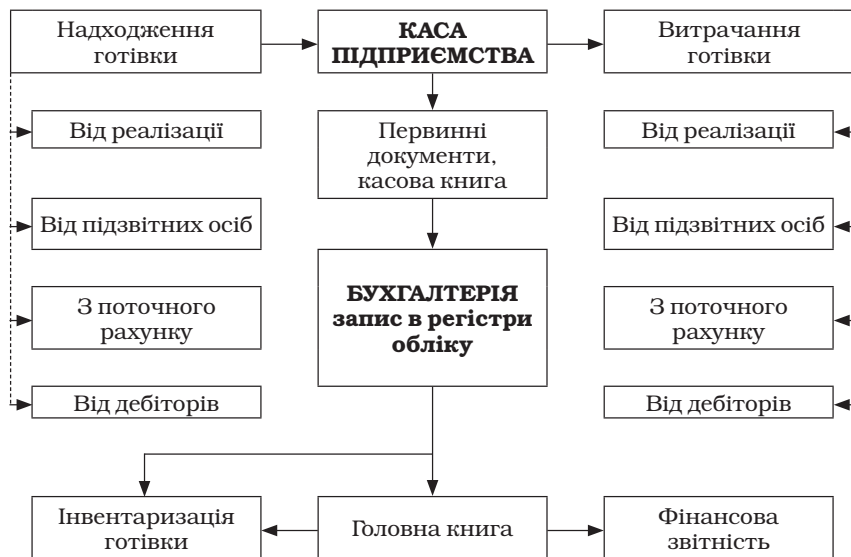 Надходження
готівки
КАСА
ПІДПРИЄМСТВА
Витрачання
готівки
Від реалізації
Первинні
документи,
касова книга
Від реалізації
Від підзвітних осіб
Від підзвітних осіб
З поточного
рахунку
БУХГАЛТЕРІЯ
запис в регістри
обліку
З поточного
рахунку
Від дебіторів
Від дебіторів
Інвентаризація
готівки
Головна книга
Фінансова
звітність